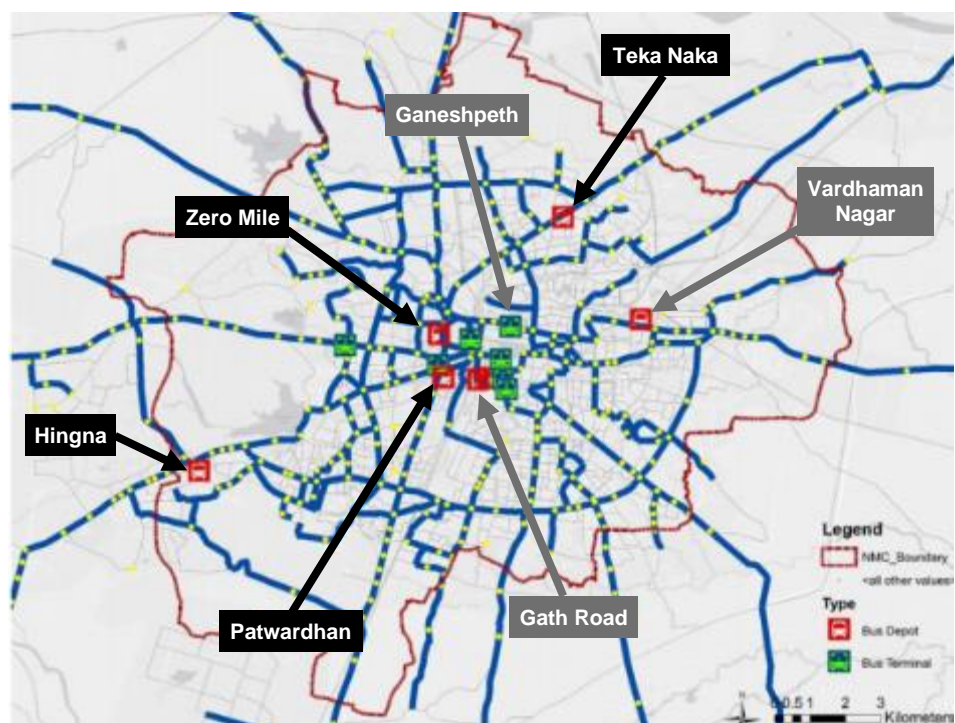 Teka Naka
Ganeshpeth
Vardhaman
Nagar
Zero Mile
Hingna
Patwardhan
Gath Road
Legend
NMC_Boundary
<all other values>
Type
Bus Depot
Bus Terminal
0 0.5 1 2 3
Kilometers